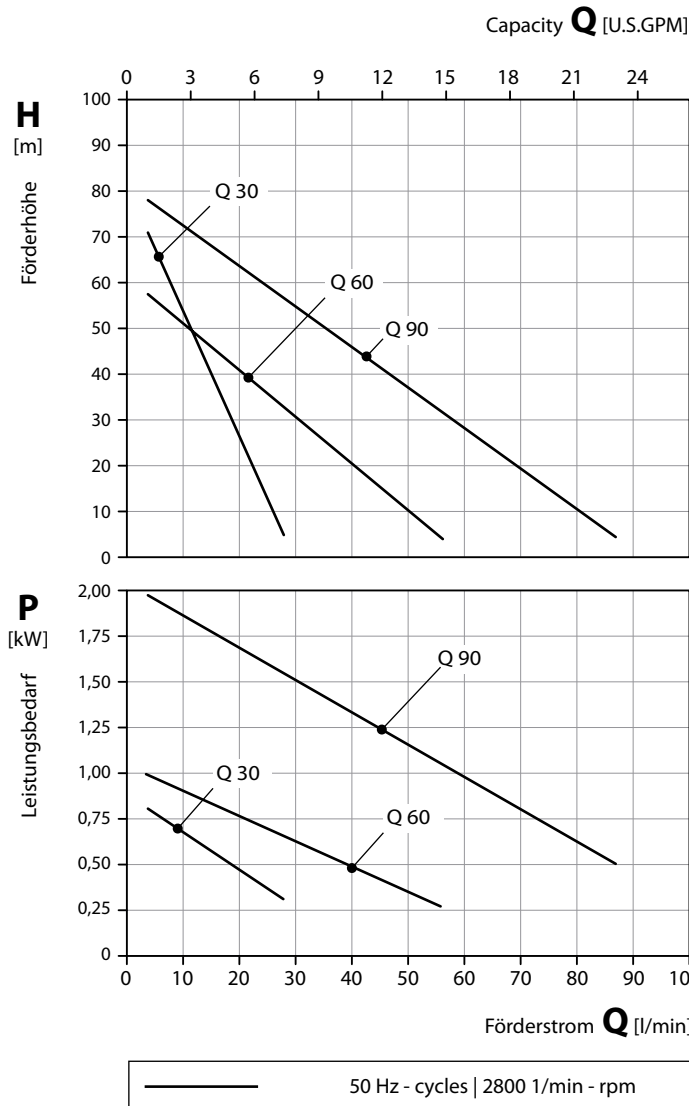 Capacity Q [U.S.GPM]
0 3 6 9 12 15 18 21 24
H
[m]
Förderhöhe
100
90
80
70
60
50
40
30
20
10
0
Q 30
Q 60
Q 90
P
[kW]
Leistungsbedarf
2,00
1,75
1,50
1,25
1,00
0,75
0,50
0,25
0
Q 90
Q 30
Q 60
0 10 20 30 40 50 60 70 80 90 100
Förderstrom Q [l/min]
50 Hz - cycles | 2800 1/min - rpm